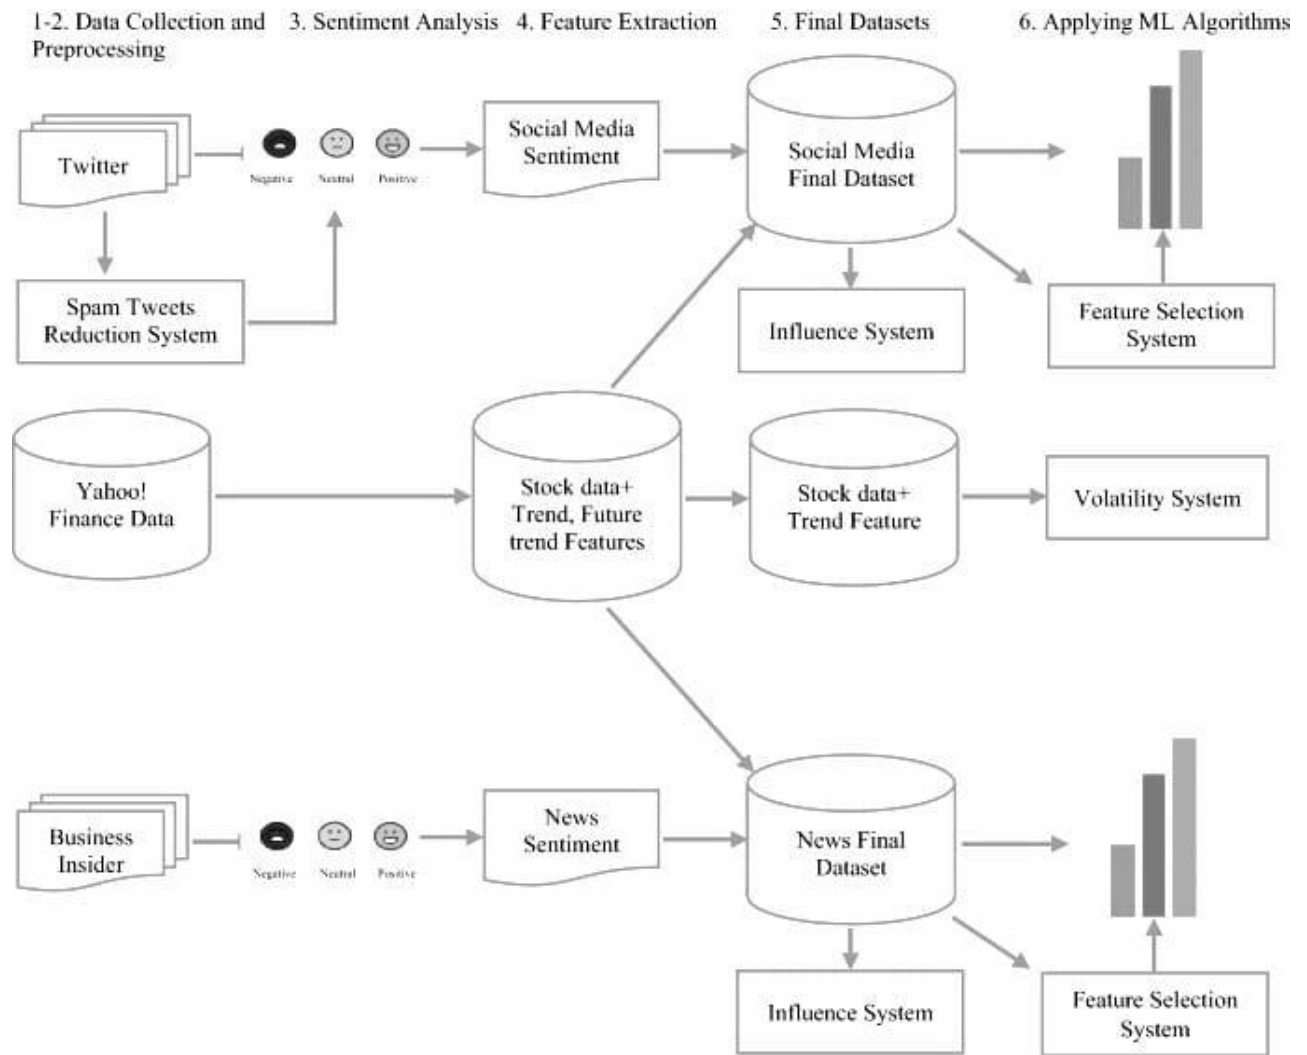 1-2. Data Collection and
Preprocessing
3. Sentiment Analysis
4. Feature Extraction
5. Final Datasets
6. Applying ML Algorithms
Twitter
Negative
Neutral
Positive
Social Media
Sentiment
Social Media
Final Dataset
Spam Tweets
Reduction System
Influence System
Feature Selection
System
Yahoo!
Finance Data
Stock data+
Trend, Future
trend Features
Stock data+
Trend Feature
Volatility System
Business
Insider
Negative
Neutral
Positive
News
Sentiment
News Final
Dataset
Influence System
Feature Selection
System